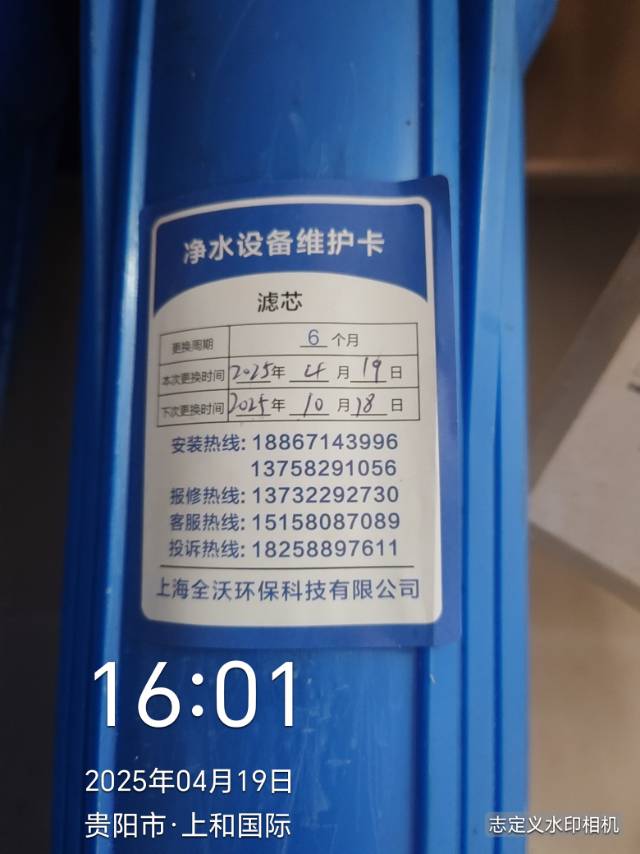 净水设备维护卡
滤芯
更换周期 6 个月
本次更换时间 2025年 4 月 19 日
下次更换时间 2025年 10 月 18 日
安装热线: 18867143996
13758291056
报修热线: 13732292730
客服热线: 15158087089
投诉热线: 18258897611
上海全沃环保科技有限公司
16:01
2025年04月19日
贵阳市·上和国际
志定义水印相机